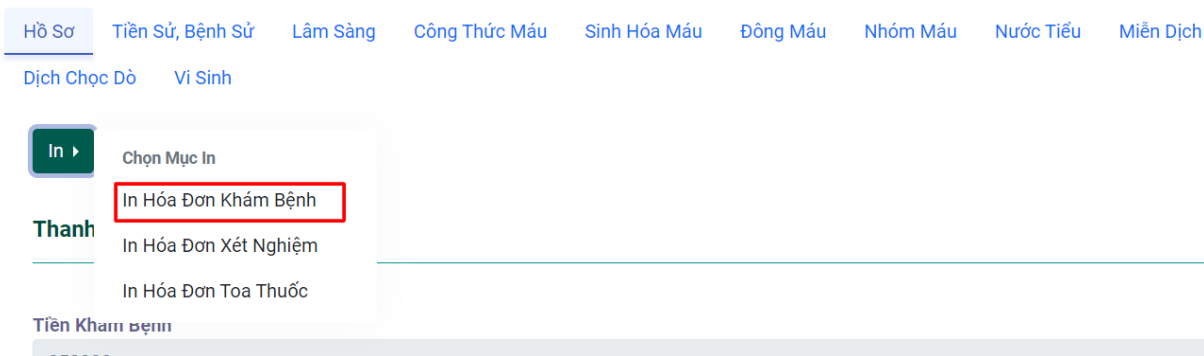 Hồ Sơ Tiền Sử, Bệnh Sử Lâm Sàng Công Thức Máu Sinh Hóa Máu Đông Máu Nhóm Máu Nước Tiểu Miễn Dịch
Dịch Chọc Dò Vi Sinh
In
Chọn Mục In
In Hóa Đơn Khám Bệnh
Thanh
In Hóa Đơn Xét Nghiệm
In Hóa Đơn Toa Thuốc
Tiền Khám Bệnh